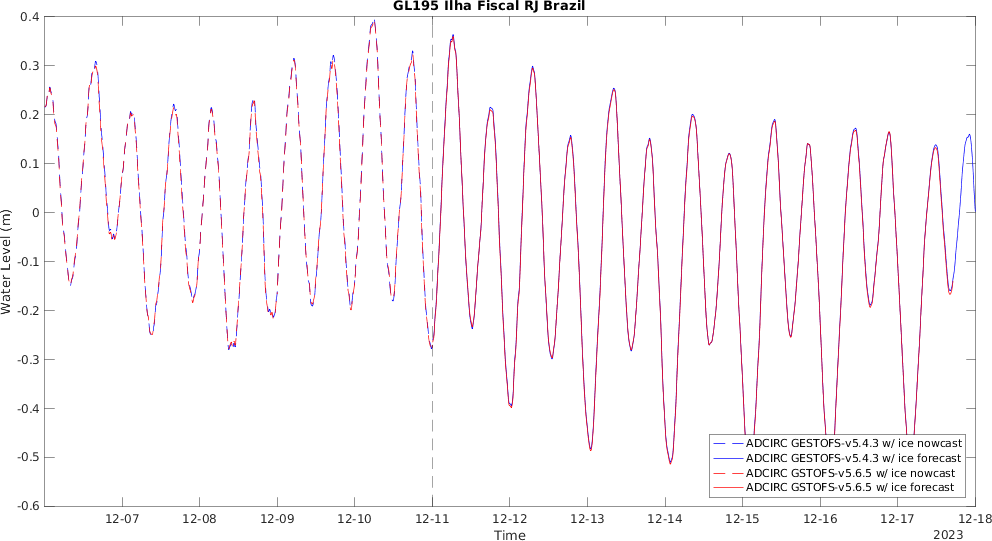 GL195 Ilha Fiscal RJ Brazil
0.4
0.3
0.2
0.1
0
-0.1
-0.2
-0.3
-0.4
-0.5
-0.6
Water Level (m)
ADCIRC GESTOFS-v5.4.3 w/ ice nowcast
ADCIRC GESTOFS-v5.4.3 w/ ice forecast
ADCIRC GSTOFS-v5.6.5 w/ ice nowcast
ADCIRC GSTOFS-v5.6.5 w/ ice forecast
12-07 12-08 12-09 12-10 12-11 12-12 12-13 12-14 12-15 12-16 12-17 12-18
Time
2023